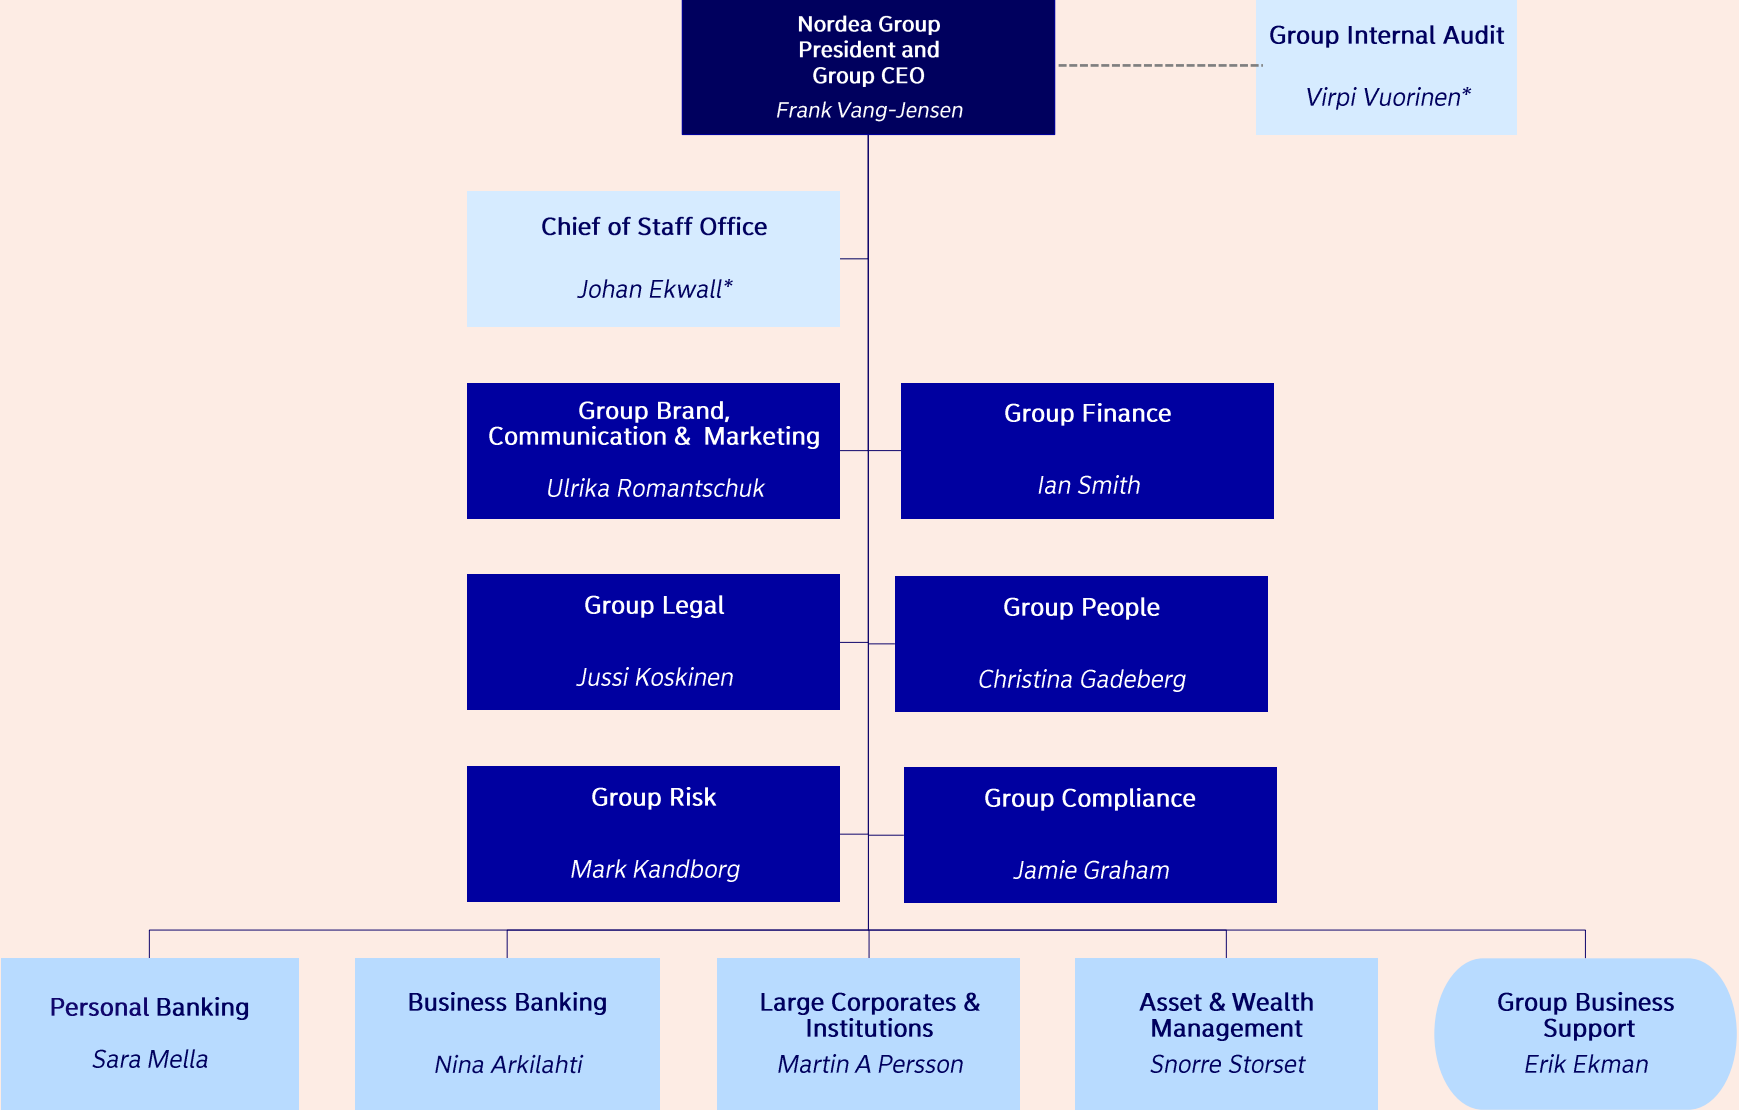 Nordea Group
President and
Group CEO
Frank Vang-Jensen
Group Internal Audit
Virpi Vuorinen*
Chief of Staff Office
Johan Ekwall*
Group Brand,
Communication & Marketing
Ulrika Romantschuk
Group Finance
Ian Smith
Group Legal
Jussi Koskinen
Group People
Christina Gadeberg
Group Risk
Mark Kandborg
Group Compliance
Jamie Graham
Personal Banking
Sara Mella
Business Banking
Nina Arkilahti
Large Corporates &
Institutions
Martin A Persson
Asset & Wealth
Management
Snorre Storset
Group Business
Support
Erik Ekman